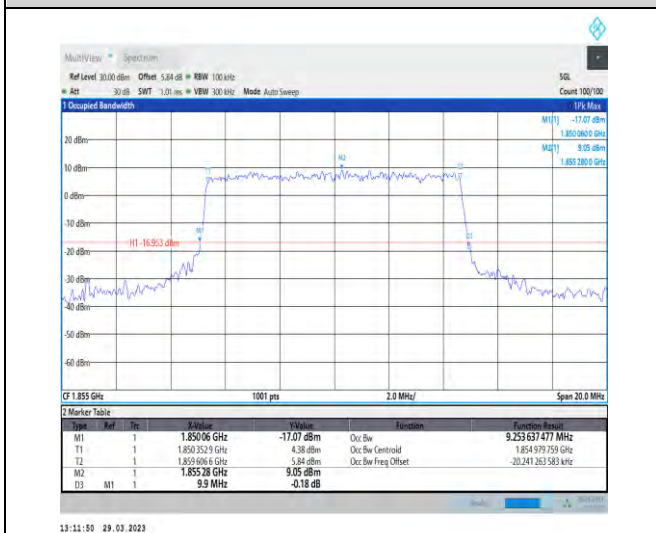 MultiView Spectrum
Ref Level 30.00 dBm Offset 5.84 dB RBW 100 kHz SGL
Att 30 dB SWT 1.01 ms VBW 300 kHz Mode Auto Sweep Count 100/100
1 Occupied Bandwidth 1Pk Max
M1[1] -17.07 dBm
1.850 060 0 GHz
M2[1] 9.05 dBm
1.855 280 0 GHz
20 dBm
M2
10 dBm
T1
0 dBm
-10 dBm
M1
H1 -16.953 dBm
-20 dBm
-30 dBm
-40 dBm
-50 dBm
-60 dBm
CF 1.855 GHz 1001 pts 2.0 MHz/ Span 20.0 MHz
2 Marker Table
Type Ref Trc X-Value Y-Value Function Function Result
M1 1 1.85006 GHz -17.07 dBm Occ Bw 9.253 637 477 MHz
T1 1 1.850 352 9 GHz 4.38 dBm Occ Bw Centroid 1.854 979 759 GHz
T2 1 1.859 606 6 GHz 5.84 dBm Occ Bw Freq Offset -20.241 263 583 kHz
M2 1 1.85528 GHz 9.05 dBm
D3 M1 1 9.9 MHz -0.18 dB
13:11:50 29.03.2023